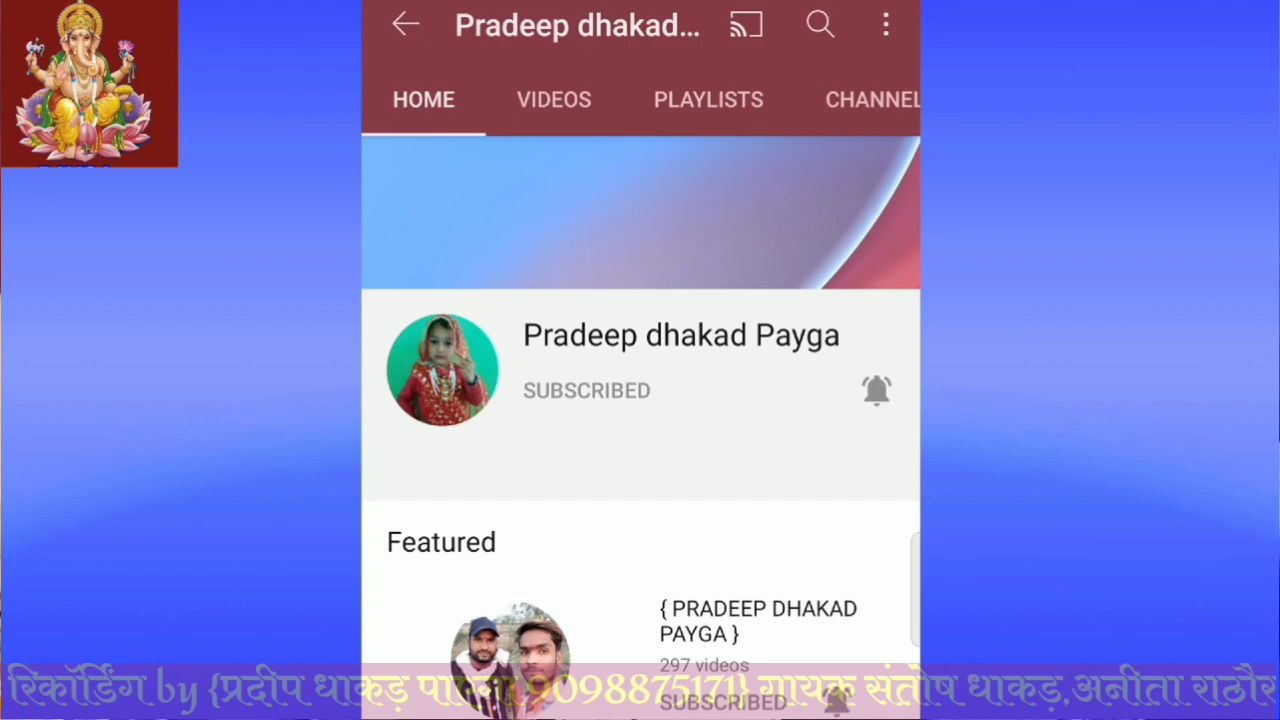 Pradeep dhakad...
HOME VIDEOS PLAYLISTS CHANNEL
Pradeep dhakad Payga
SUBSCRIBED
Featured
{ PRADEEP DHAKAD
PAYGA }
297 videos
SUBSCRIBED
रिकॉर्डिंग by {प्रदीप धाकड़ 9098875171} गायक संतोष धाकड़,अनीता राठौर